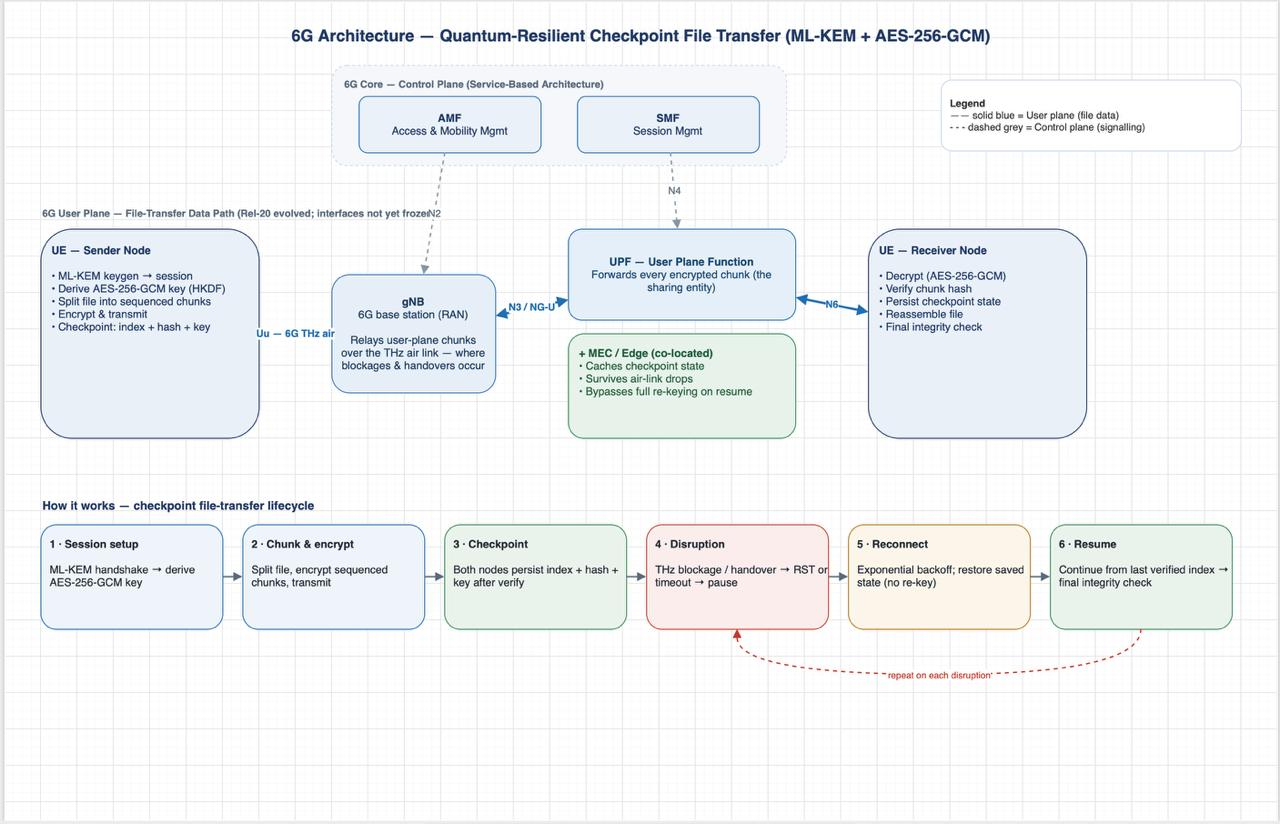 6G Architecture — Quantum-Resilient Checkpoint File Transfer (ML-KEM + AES-256-GCM)
6G Core — Control Plane (Service-Based Architecture)
AMF
Access & Mobility Mgmt
SMF
Session Mgmt
Legend
—— solid blue = User plane (file data)
- - - dashed grey = Control plane (signalling)
N4
6G User Plane — File-Transfer Data Path (Rel-20 evolved; interfaces not yet frozen
N2
UE — Sender Node
• ML-KEM keygen → session
• Derive AES-256-GCM key (HKDF)
• Split file into sequenced chunks
• Encrypt & transmit
• Checkpoint: index + hash + key
Uu — 6G THz air
gNB
6G base station (RAN)
Relays user-plane chunks
over the THz air link — where
blockages & handovers occur
N3 / NG-U
UPF — User Plane Function
Forwards every encrypted chunk (the
sharing entity)
+ MEC / Edge (co-located)
• Caches checkpoint state
• Survives air-link drops
• Bypasses full re-keying on resume
N6
UE — Receiver Node
• Decrypt (AES-256-GCM)
• Verify chunk hash
• Persist checkpoint state
• Reassemble file
• Final integrity check
How it works — checkpoint file-transfer lifecycle
1 · Session setup
ML-KEM handshake → derive
AES-256-GCM key
2 · Chunk & encrypt
Split file, encrypt sequenced
chunks, transmit
3 · Checkpoint
Both nodes persist index + hash +
key after verify
4 · Disruption
THz blockage / handover → RST or
timeout → pause
5 · Reconnect
Exponential backoff; restore saved
state (no re-key)
6 · Resume
Continue from last verified index →
final integrity check
repeat on each disruption